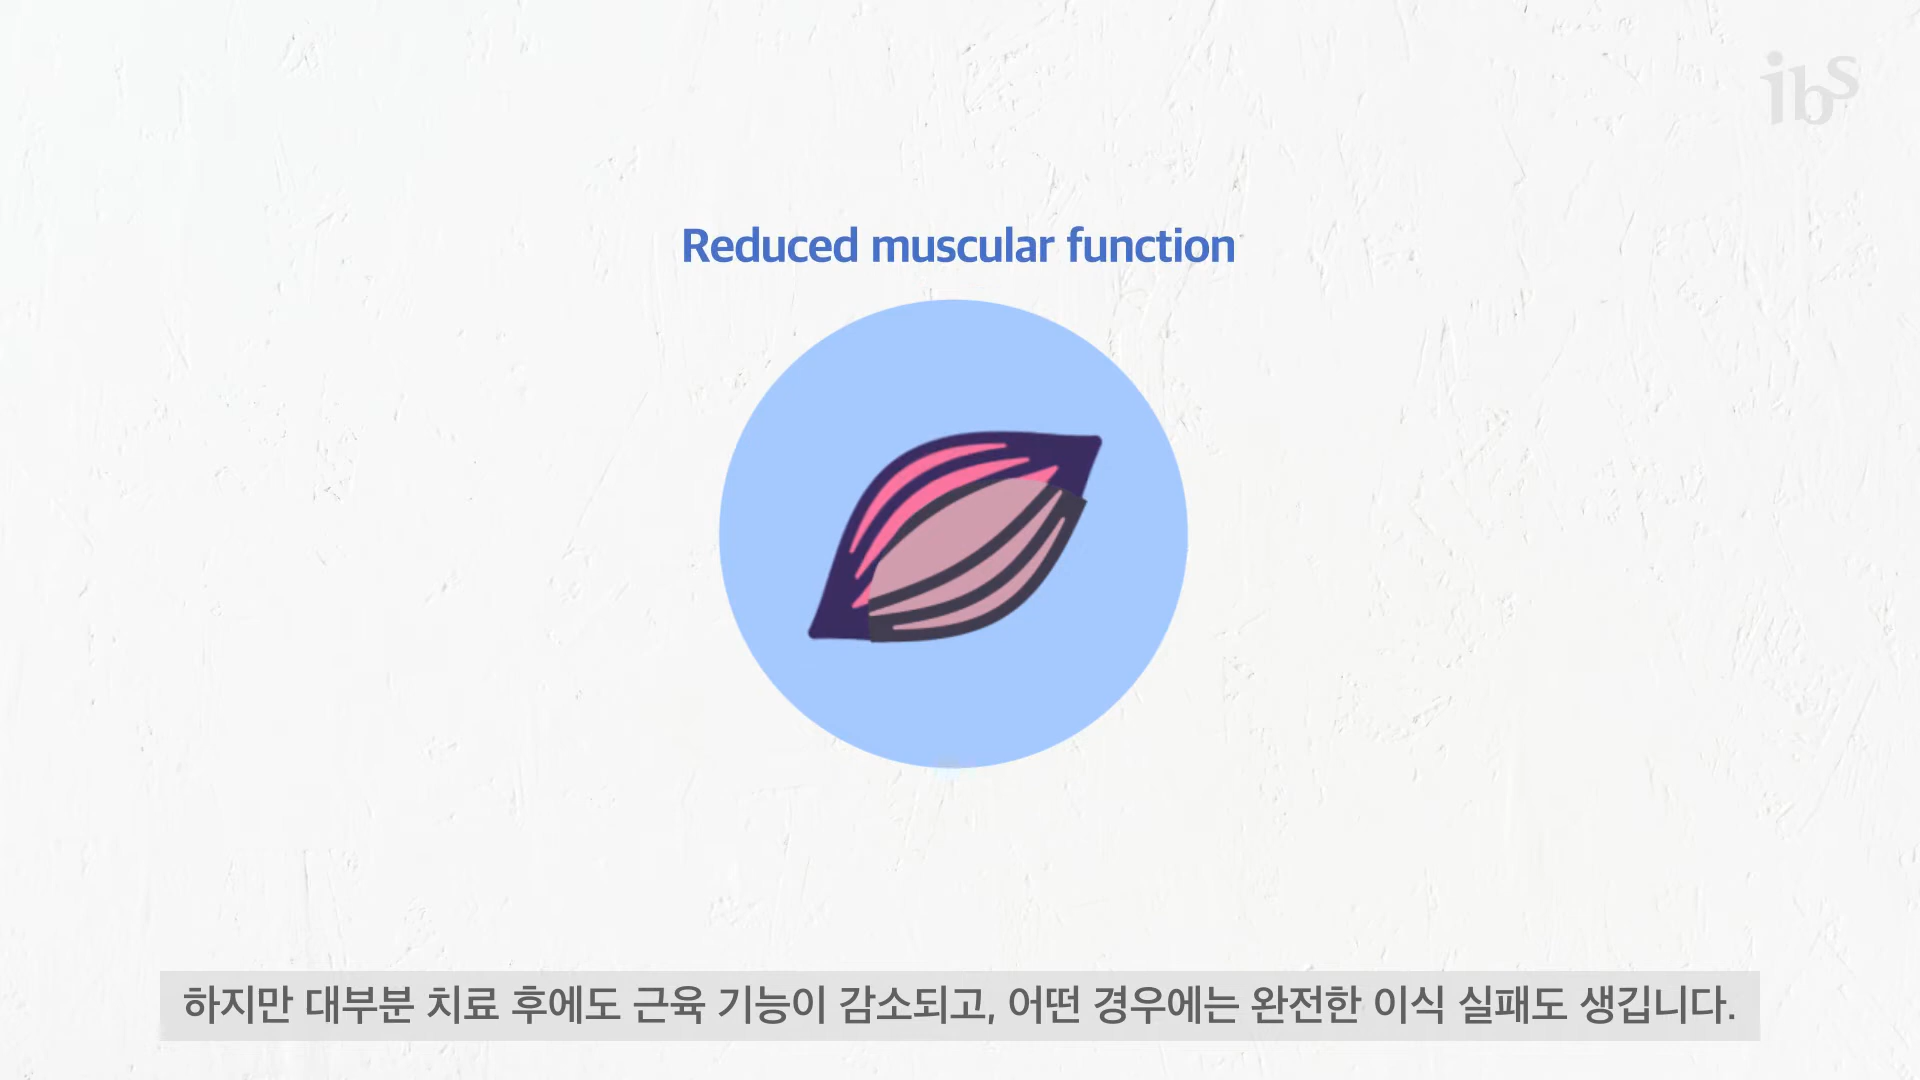 ibs
Reduced muscular function
하지만 대부분 치료 후에도 근육 기능이 감소되고, 어떤 경우에는 완전한 이식 실패도 생깁니다.